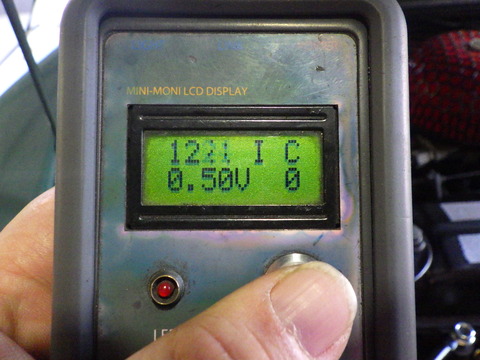 MINI-MONI LCD DISPLAY
I C
0.50V 0